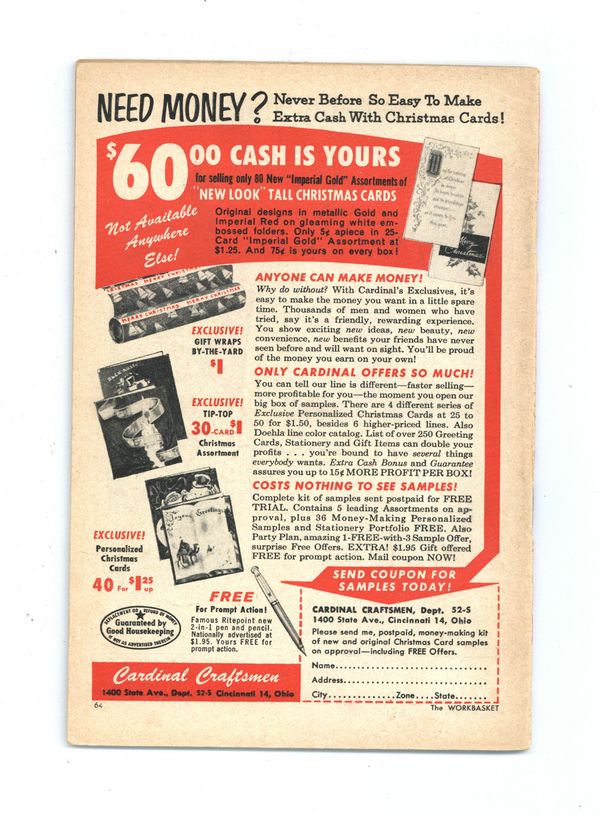 NEED MONEY?
Never Before So Easy To Make
Extra Cash With Christmas Cards!
$60.00 CASH IS YOURS
for selling only 80 New "Imperial Gold" Assortments of
"NEW LOOK" TALL CHRISTMAS CARDS
Not Available
Anywhere
Else!
Original designs in metallic Gold and
Imperial Red on gleaming white em-
bossed folders. Only 5¢ apiece in 25-
Card "Imperial Gold" Assortment at
$1.25. And 75¢ is yours on every box!
Merry
Christmas
MERRY CHRISTMAS
EXCLUSIVE!
GIFT WRAPS
BY-THE-YARD
$1
EXCLUSIVE!
TIP-TOP
30-CARD $1
Christmas
Assortment
Joyous Greetings
EXCLUSIVE!
Personalized
Christmas
Cards
40 For $1.25 up
ANYONE CAN MAKE MONEY!
Why do without? With Cardinal's Exclusives, it's
easy to make the money you want in a little spare
time. Thousands of men and women who have
tried, say it's a friendly, rewarding experience.
You show exciting new ideas, new beauty, new
convenience, new benefits your friends have never
seen before and will want on sight. You'll be proud
of the money you earn on your own!
ONLY CARDINAL OFFERS SO MUCH!
You can tell our line is different—faster selling—
more profitable for you—the moment you open our
big box of samples. There are 4 different series of
Exclusive Personalized Christmas Cards at 25 to
50 for $1.50, besides 6 higher-priced lines. Also
Doehla line color catalog. List of over 250 Greeting
Cards, Stationery and Gift Items can double your
profits . . . you're bound to have several things
everybody wants. Extra Cash Bonus and Guarantee
assures you up to 15¢ MORE PROFIT PER BOX!
COSTS NOTHING TO SEE SAMPLES!
Complete kit of samples sent postpaid for FREE
TRIAL. Contains 5 leading Assortments on ap-
proval, plus 36 Money-Making Personalized
Samples and Stationery Portfolio FREE. Also
Party Plan, amazing 1-FREE-with-3 Sample Offer,
surprise Free Offers. EXTRA! $1.95 Gift offered
FREE for prompt action. Mail coupon NOW!
REPLACEMENT OR REFUND OF MONEY
Guaranteed by
Good Housekeeping
IF NOT AS ADVERTISED THEREIN
FREE
For Prompt Action!
Famous Ritepoint new
2-in-1 pen and pencil.
Nationally advertised at
$1.95. Yours FREE for
prompt action.
Cardinal Craftsmen
1400 State Ave., Dept. 52-S Cincinnati 14, Ohio
SEND COUPON FOR
SAMPLES TODAY!
CARDINAL CRAFTSMEN, Dept. 52-S
1400 State Ave., Cincinnati 14, Ohio
Please send me, postpaid, money-making kit
of new and original Christmas Card samples
on approval—including FREE Offers.
Name
Address
City Zone State
64
The WORKBASKET